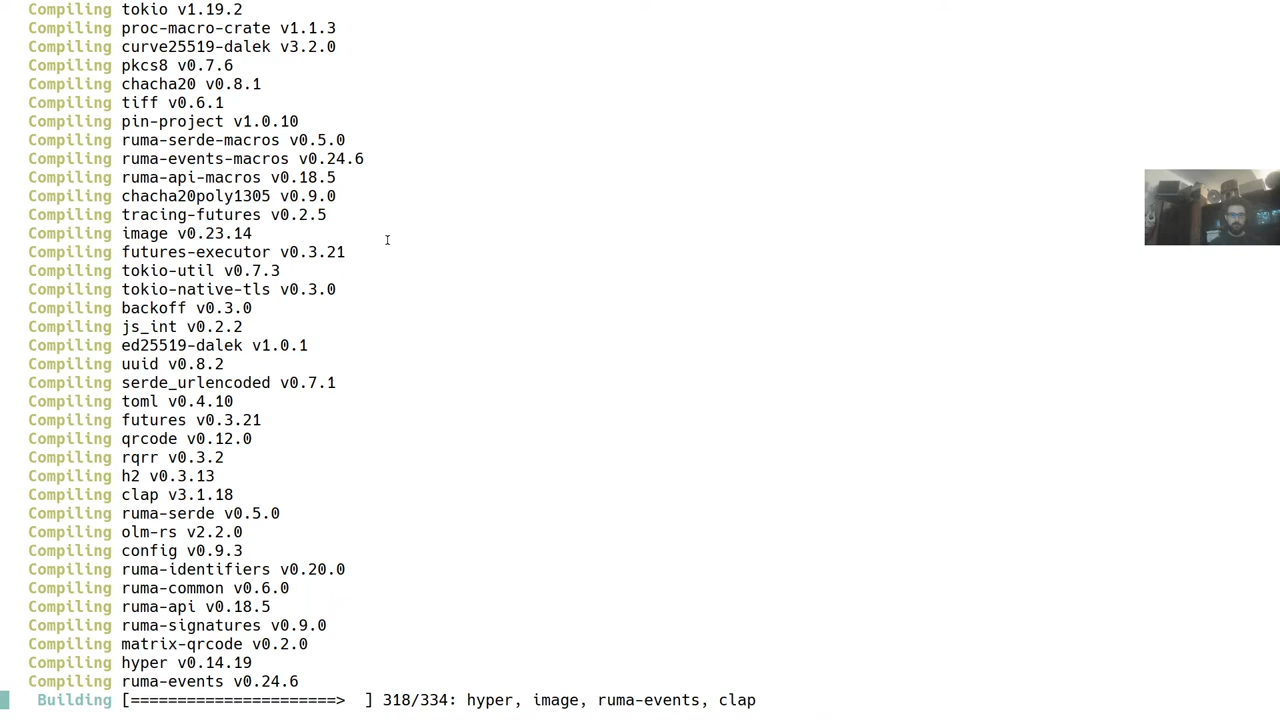 Compiling tokio v1.19.2
Compiling proc-macro-crate v1.1.3
Compiling curve25519-dalek v3.2.0
Compiling pkcs8 v0.7.6
Compiling chacha20 v0.8.1
Compiling tiff v0.6.1
Compiling pin-project v1.0.10
Compiling ruma-serde-macros v0.5.0
Compiling ruma-events-macros v0.24.6
Compiling ruma-api-macros v0.18.5
Compiling chacha20poly1305 v0.9.0
Compiling tracing-futures v0.2.5
Compiling image v0.23.14
Compiling futures-executor v0.3.21
Compiling tokio-util v0.7.3
Compiling tokio-native-tls v0.3.0
Compiling backoff v0.3.0
Compiling js_int v0.2.2
Compiling ed25519-dalek v1.0.1
Compiling uuid v0.8.2
Compiling serde_urlencoded v0.7.1
Compiling toml v0.4.10
Compiling futures v0.3.21
Compiling qrcode v0.12.0
Compiling rqrr v0.3.2
Compiling h2 v0.3.13
Compiling clap v3.1.18
Compiling ruma-serde v0.5.0
Compiling olm-rs v2.2.0
Compiling config v0.9.3
Compiling ruma-identifiers v0.20.0
Compiling ruma-common v0.6.0
Compiling ruma-api v0.18.5
Compiling ruma-signatures v0.9.0
Compiling matrix-qrcode v0.2.0
Compiling hyper v0.14.19
Compiling ruma-events v0.24.6
Building [======================>  ] 318/334: hyper, image, ruma-events, clap